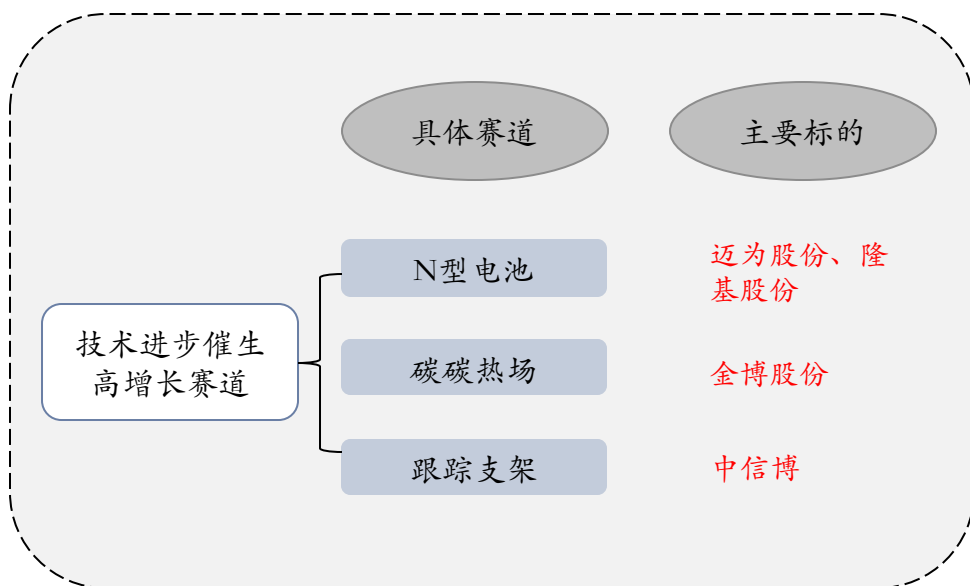 具体赛道
主要标的
N型电池
迈为股份、隆
基股份
技术进步催生
高增长赛道
碳碳热场
金博股份
跟踪支架
中信博